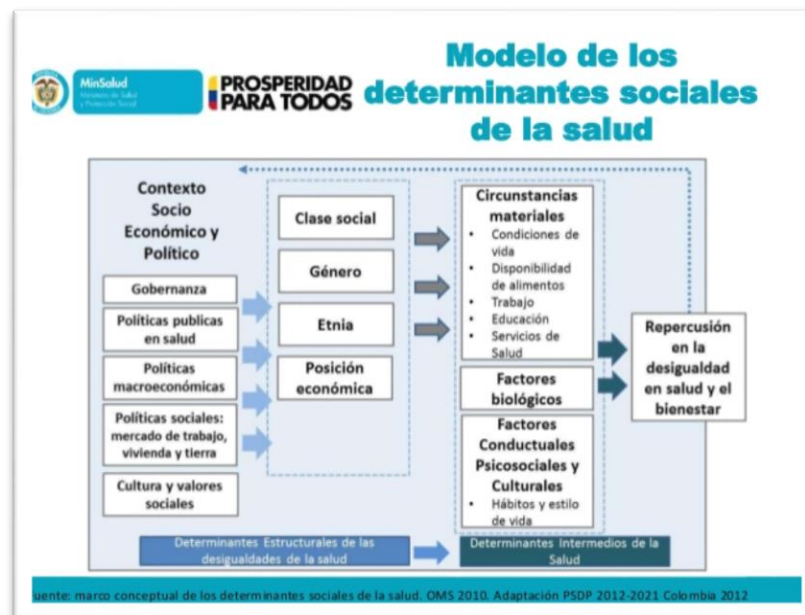 Modelo de los
determinantes sociales
de la salud
MinSalud
Ministerio de Salud
y Protección Social
PROSPERIDAD
PARA TODOS
Contexto
Socio
Económico y
Político
Gobernanza
Políticas publicas
en salud
Políticas
macroeconómicas
Políticas sociales:
mercado de trabajo,
vivienda y tierra
Cultura y valores
sociales
Clase social
Género
Etnia
Posición
económica
Circunstancias
materiales
• Condiciones de
vida
• Disponibilidad
de alimentos
• Trabajo
• Educación
• Servicios de
Salud
Factores
biológicos
Factores
Conductuales
Psicosociales y
Culturales
• Hábitos y estilo
de vida
Repercusión
en la
desigualdad
en salud y el
bienestar
Determinantes Estructurales de las
desigualdades de la salud
Determinantes Intermedios de la
Salud
uente: marco conceptual de los determinantes sociales de la salud. OMS 2010. Adaptación PSDP 2012-2021 Colombia 2012